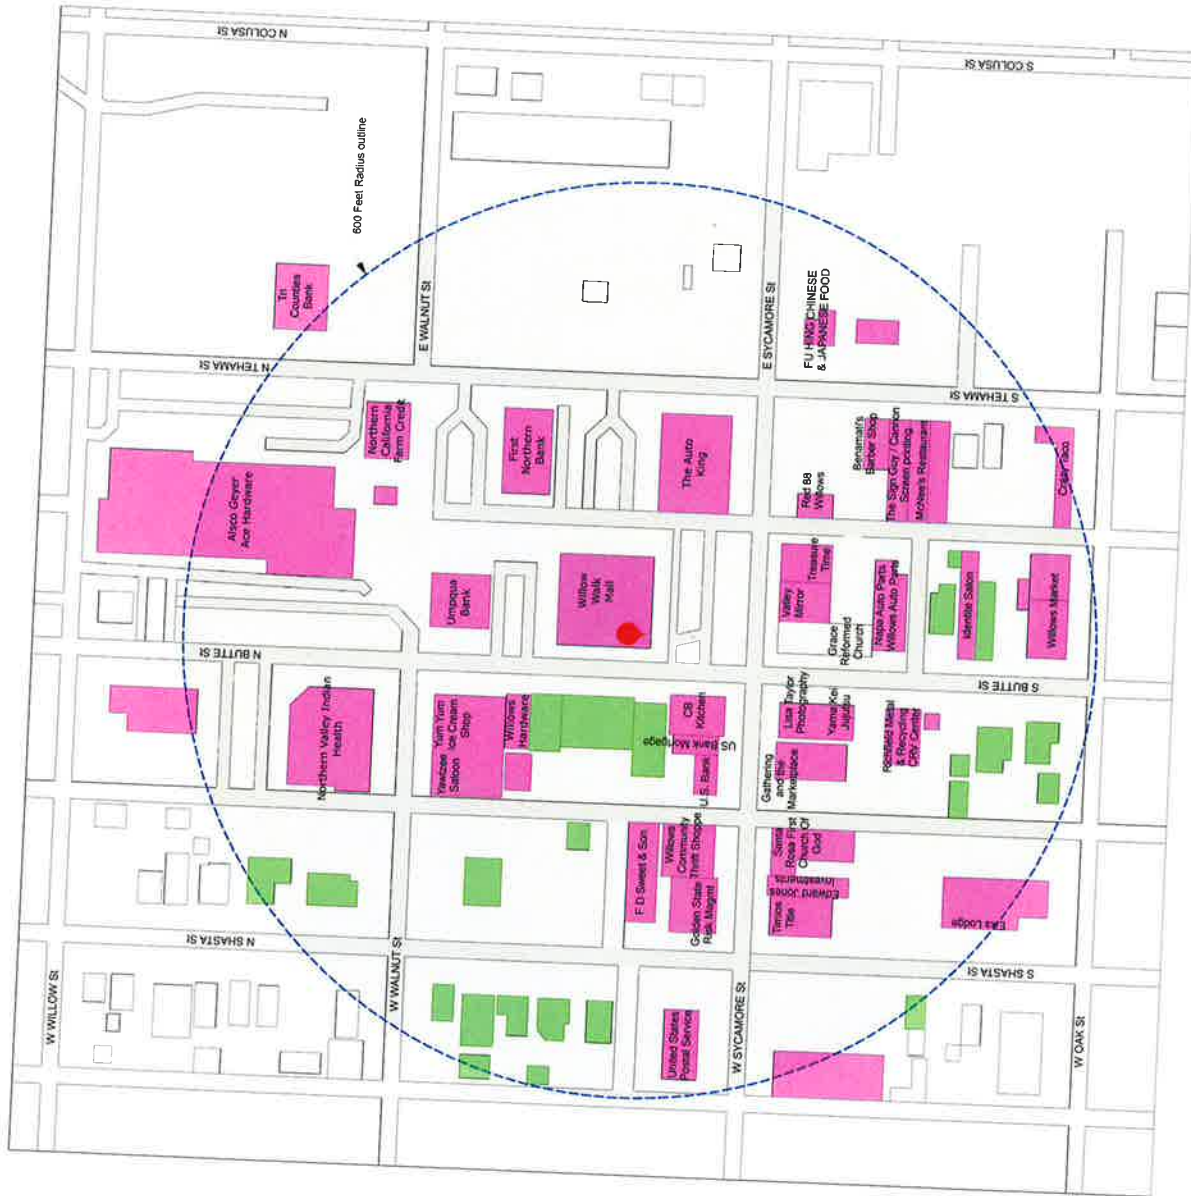 N COLUSA St
S COLUSA St
600 Feet Radius outline
Tri
Counties
Bank
E WALNUT St
E SYCAMORE St
FU HING CHINESE
& JAPANESE FOOD
N TEHAMA St
S TEHAMA St
Northern
California
Farm Credit
First
Northern
Bank
The Auto
King
Benamati's
Barber Shop
The Sign Guy / Cannon
Screen printing
McNee's Restaurant
Red 88
Willows
Casa Taco
Alsco Geyer
Ace Hardware
Umpqua
Bank
Willow
Walk
Mall
Treasure
Time
Valley
Mirror
Napa Auto Parts
Willows Auto Parts
Grace
Reformed
Church
Identite Salon
Willows Market
N BUTTE St
S BUTTE St
Northern Valley Indian
Health
Yum Yum
Ice Cream
Shop
Yawtzee
Saloon
Willows
Hardware
CB
Kitchen
US Bank Mortgage
U.S. Bank
Lisa Taylor
Photography
Yama Kei
Jujutsu
Gathering
and the
Marketplace
Richfield Metal
& Recycling
CRV Center
F D Sweet & Son
Willows
Community
Thrift Shoppe
Golden State
Risk Magmt
Santa
Rosa First
Church Of
God
Edward Jones
Investments
Timios
Title
Elks Lodge
N SHASTA St
S SHASTA St
W WILLOW St
W WALNUT St
W SYCAMORE St
W OAK St
United States
Postal Service